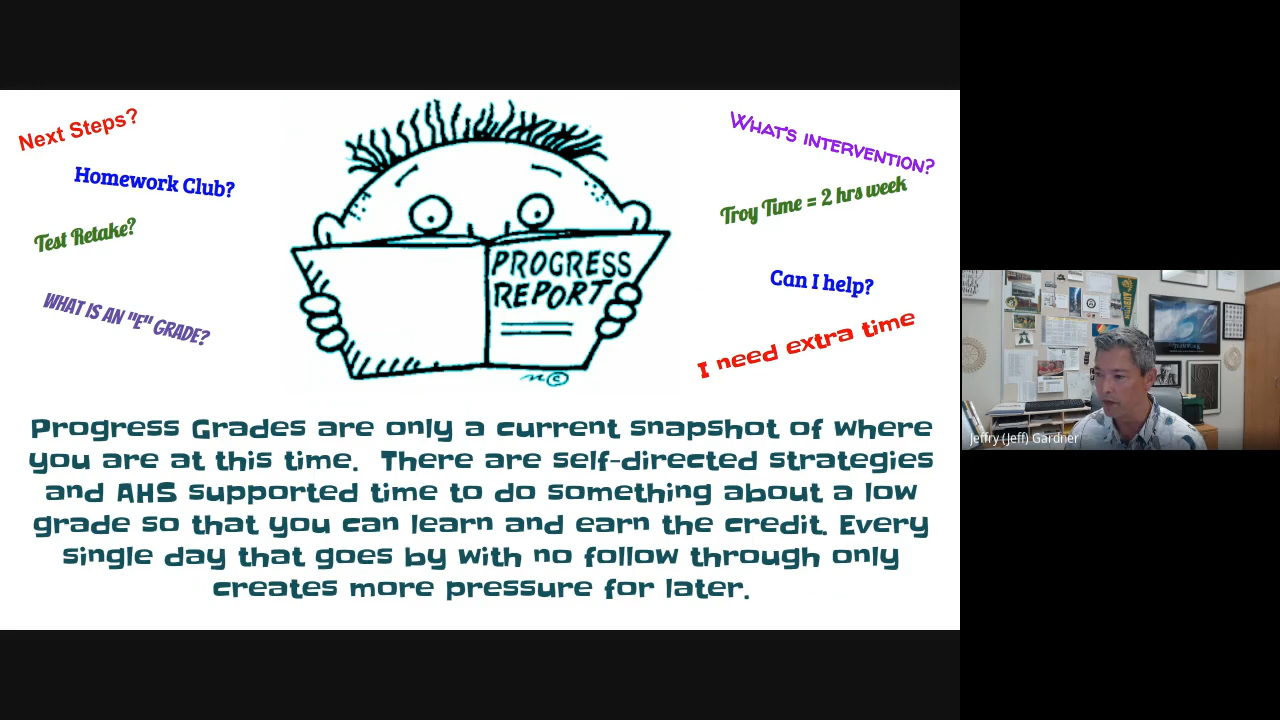 Next Steps?
Homework Club?
Test Retake?
WHAT IS AN "E" GRADE?
PROGRESS
REPORT
WHAT'S INTERVENTION?
Troy Time = 2 hrs week
Can I help?
I need extra time
Progress Grades are only a current snapshot of where
you are at this time. There are self-directed strategies
and AHS supported time to do something about a low
grade so that you can learn and earn the credit. Every
single day that goes by with no follow through only
creates more pressure for later.
Jeffry (Jeff) Gardner